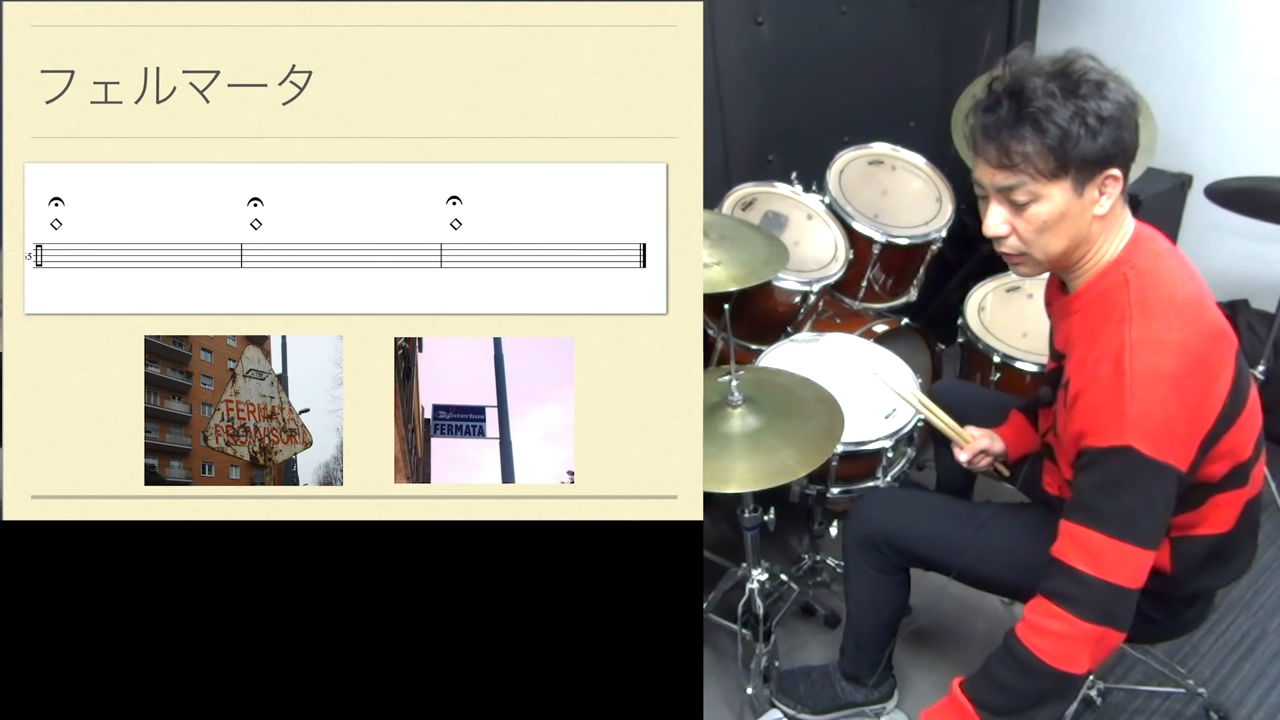 フェルマータ
FERMATA
PROVVISORIA
interbus
FERMATA